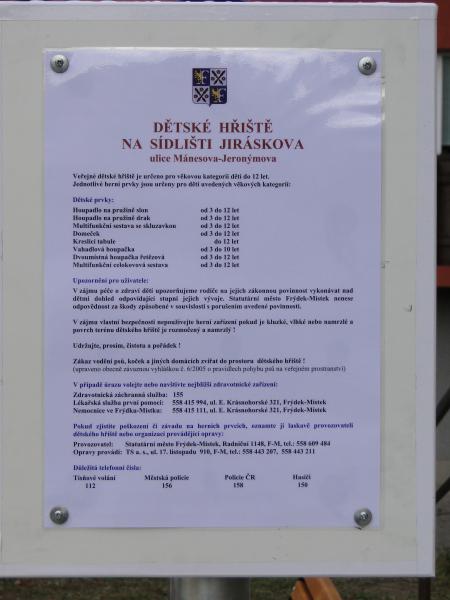 DĚTSKÉ HŘIŠTĚ
NA SÍDLIŠTI JIRÁSKOVA
ulice Mánesova-Jeronýmova
Veřejné dětské hřiště je určeno pro věkovou kategorii dětí do 12 let.
Jednotlivé herní prvky jsou určeny pro děti uvedených věkových kategorií:
Dětské prvky:
Houpadlo na pružině slon od 3 do 12 let
Houpadlo na pružině drak od 3 do 12 let
Multifunkční sestava se skluzavkou od 3 do 12 let
Domeček od 3 do 12 let
Kreslící tabule do 12 let
Vahadlová houpačka od 3 do 10 let
Dvoumístná houpačka řetězová od 3 do 12 let
Multifunkční celokovová sestava od 3 do 12 let
Upozornění pro uživatele:
V zájmu péče o zdraví dětí upozorňujeme rodiče na jejich zákonnou povinnost vykonávat nad
dětmi dohled odpovídající stupni jejich vývoje. Statutární město Frýdek-Místek nenese
odpovědnost za škody způsobené v souvislosti s porušením uvedené povinnosti.
V zájmu vlastní bezpečnosti nepoužívejte herní zařízení pokud je kluzké, vlhké nebo namrzlé a
povrch terénu dětského hřiště je rozmočený a namrzlý !
Udržujte, prosím, čistotu a pořádek !
Zákaz vodění psů, koček a jiných domácích zvířat do prostoru dětského hřiště !
(upraveno obecně závaznou vyhláškou č. 6/2005 o pravidlech pohybu psů na veřejném prostranství)
V případě úrazu volejte nebo navštivte nejbližší zdravotnické zařízení:
Zdravotnická záchranná služba: 155
Lékařská služba první pomoci: 558 415 994, ul. E. Krásnohorské 321, Frýdek-Místek
Nemocnice ve Frýdku-Místku: 558 415 111, ul. E. Krásnohorské 321, Frýdek-Místek
Pokud zjistíte poškození či závadu na herních prvcích, oznamte ji laskavě provozovateli
dětského hřiště nebo organizaci provádějící opravy:
Provozovatel: Statutární město Frýdek-Místek, Radniční 1148, F-M, tel.: 558 609 484
Opravy provádí: TS a. s., ul. 17. listopadu 910, F-M, tel.: 558 443 207, 558 443 211
Důležitá telefonní čísla:
Tísňové volání Městská policie Policie ČR Hasiči
112 156 158 150